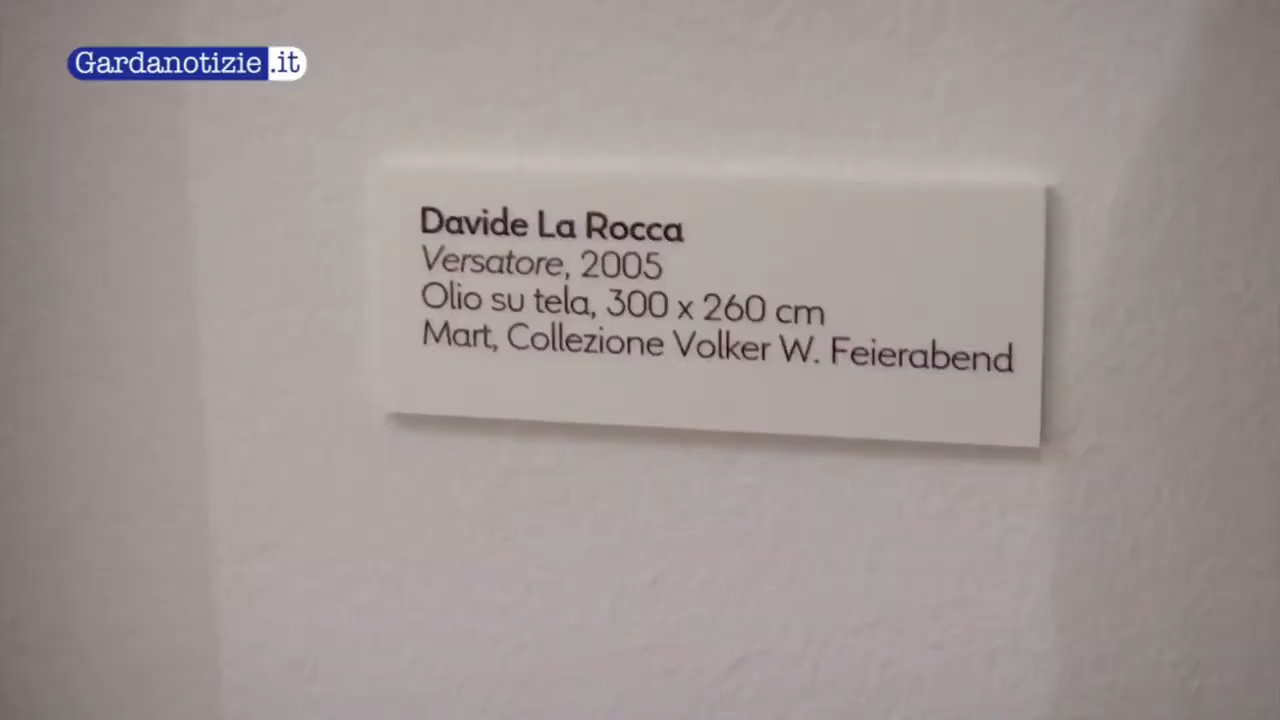 Gardanotizie.it
Davide La Rocca
Versatore, 2005
Olio su tela, 300 x 260 cm
Mart, Collezione Volker W. Feierabend